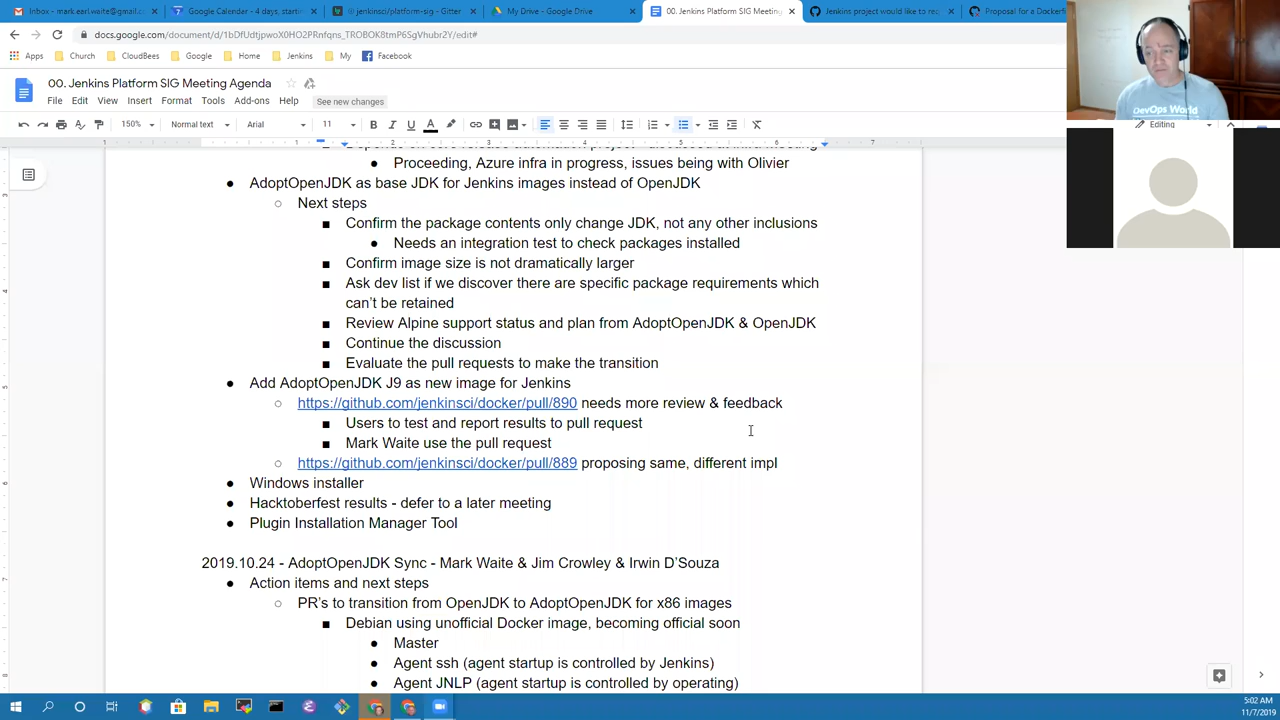 Inbox - mark.earl.waite@gmail.c
Google Calendar - 4 days, startin
jenkinsci/platform-sig - Gitter
My Drive - Google Drive
00. Jenkins Platform SIG Meeting
Jenkins project would like to re
Proposal for a Dockerfi
docs.google.com/document/d/1bDfUdtjpwoX0HO2PRnfqns_TROBOK8tmP6SgVhubr2Y/edit#
Apps Church CloudBees Google Home Jenkins My Facebook
00. Jenkins Platform SIG Meeting Agenda
File Edit View Insert Format Tools Add-ons Help See new changes
150% Normal text Arial 11 B I U A Editing
Proceeding, Azure infra in progress, issues being with Olivier
AdoptOpenJDK as base JDK for Jenkins images instead of OpenJDK
Next steps
Confirm the package contents only change JDK, not any other inclusions
Needs an integration test to check packages installed
Confirm image size is not dramatically larger
Ask dev list if we discover there are specific package requirements which
can't be retained
Review Alpine support status and plan from AdoptOpenJDK & OpenJDK
Continue the discussion
Evaluate the pull requests to make the transition
Add AdoptOpenJDK J9 as new image for Jenkins
https://github.com/jenkinsci/docker/pull/890 needs more review & feedback
Users to test and report results to pull request
Mark Waite use the pull request
https://github.com/jenkinsci/docker/pull/889 proposing same, different impl
Windows installer
Hacktoberfest results - defer to a later meeting
Plugin Installation Manager Tool
2019.10.24 - AdoptOpenJDK Sync - Mark Waite & Jim Crowley & Irwin D'Souza
Action items and next steps
PR's to transition from OpenJDK to AdoptOpenJDK for x86 images
Debian using unofficial Docker image, becoming official soon
Master
Agent ssh (agent startup is controlled by Jenkins)
Agent JNLP (agent startup is controlled by operating)
DevOps World
5:02 AM
11/7/2019